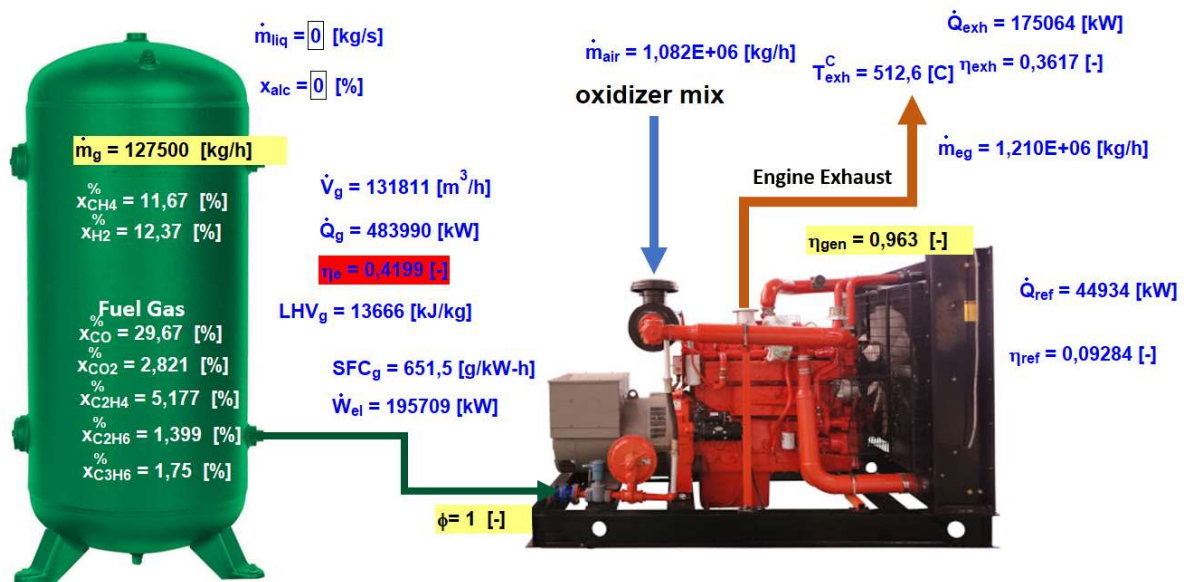 ṁliq = 0 [kg/s]
xalc = 0 [%]
ṁg = 127500 [kg/h]
x%CH4 = 11,67 [%]
x%H2 = 12,37 [%]
Fuel Gas
x%CO = 29,67 [%]
x%CO2 = 2,821 [%]
x%C2H4 = 5,177 [%]
x%C2H6 = 1,399 [%]
x%C3H6 = 1,75 [%]
V̇g = 131811 [m³/h]
Q̇g = 483990 [kW]
ηe = 0,4199 [-]
LHVg = 13666 [kJ/kg]
SFCg = 651,5 [g/kW-h]
Ẇel = 195709 [kW]
ϕ= 1 [-]
ṁair = 1,082E+06 [kg/h]
oxidizer mix
Engine Exhaust
Q̇exh = 175064 [kW]
TCexh = 512,6 [C]
ηexh = 0,3617 [-]
ṁeg = 1,210E+06 [kg/h]
ηgen = 0,963 [-]
Q̇ref = 44934 [kW]
ηref = 0,09284 [-]